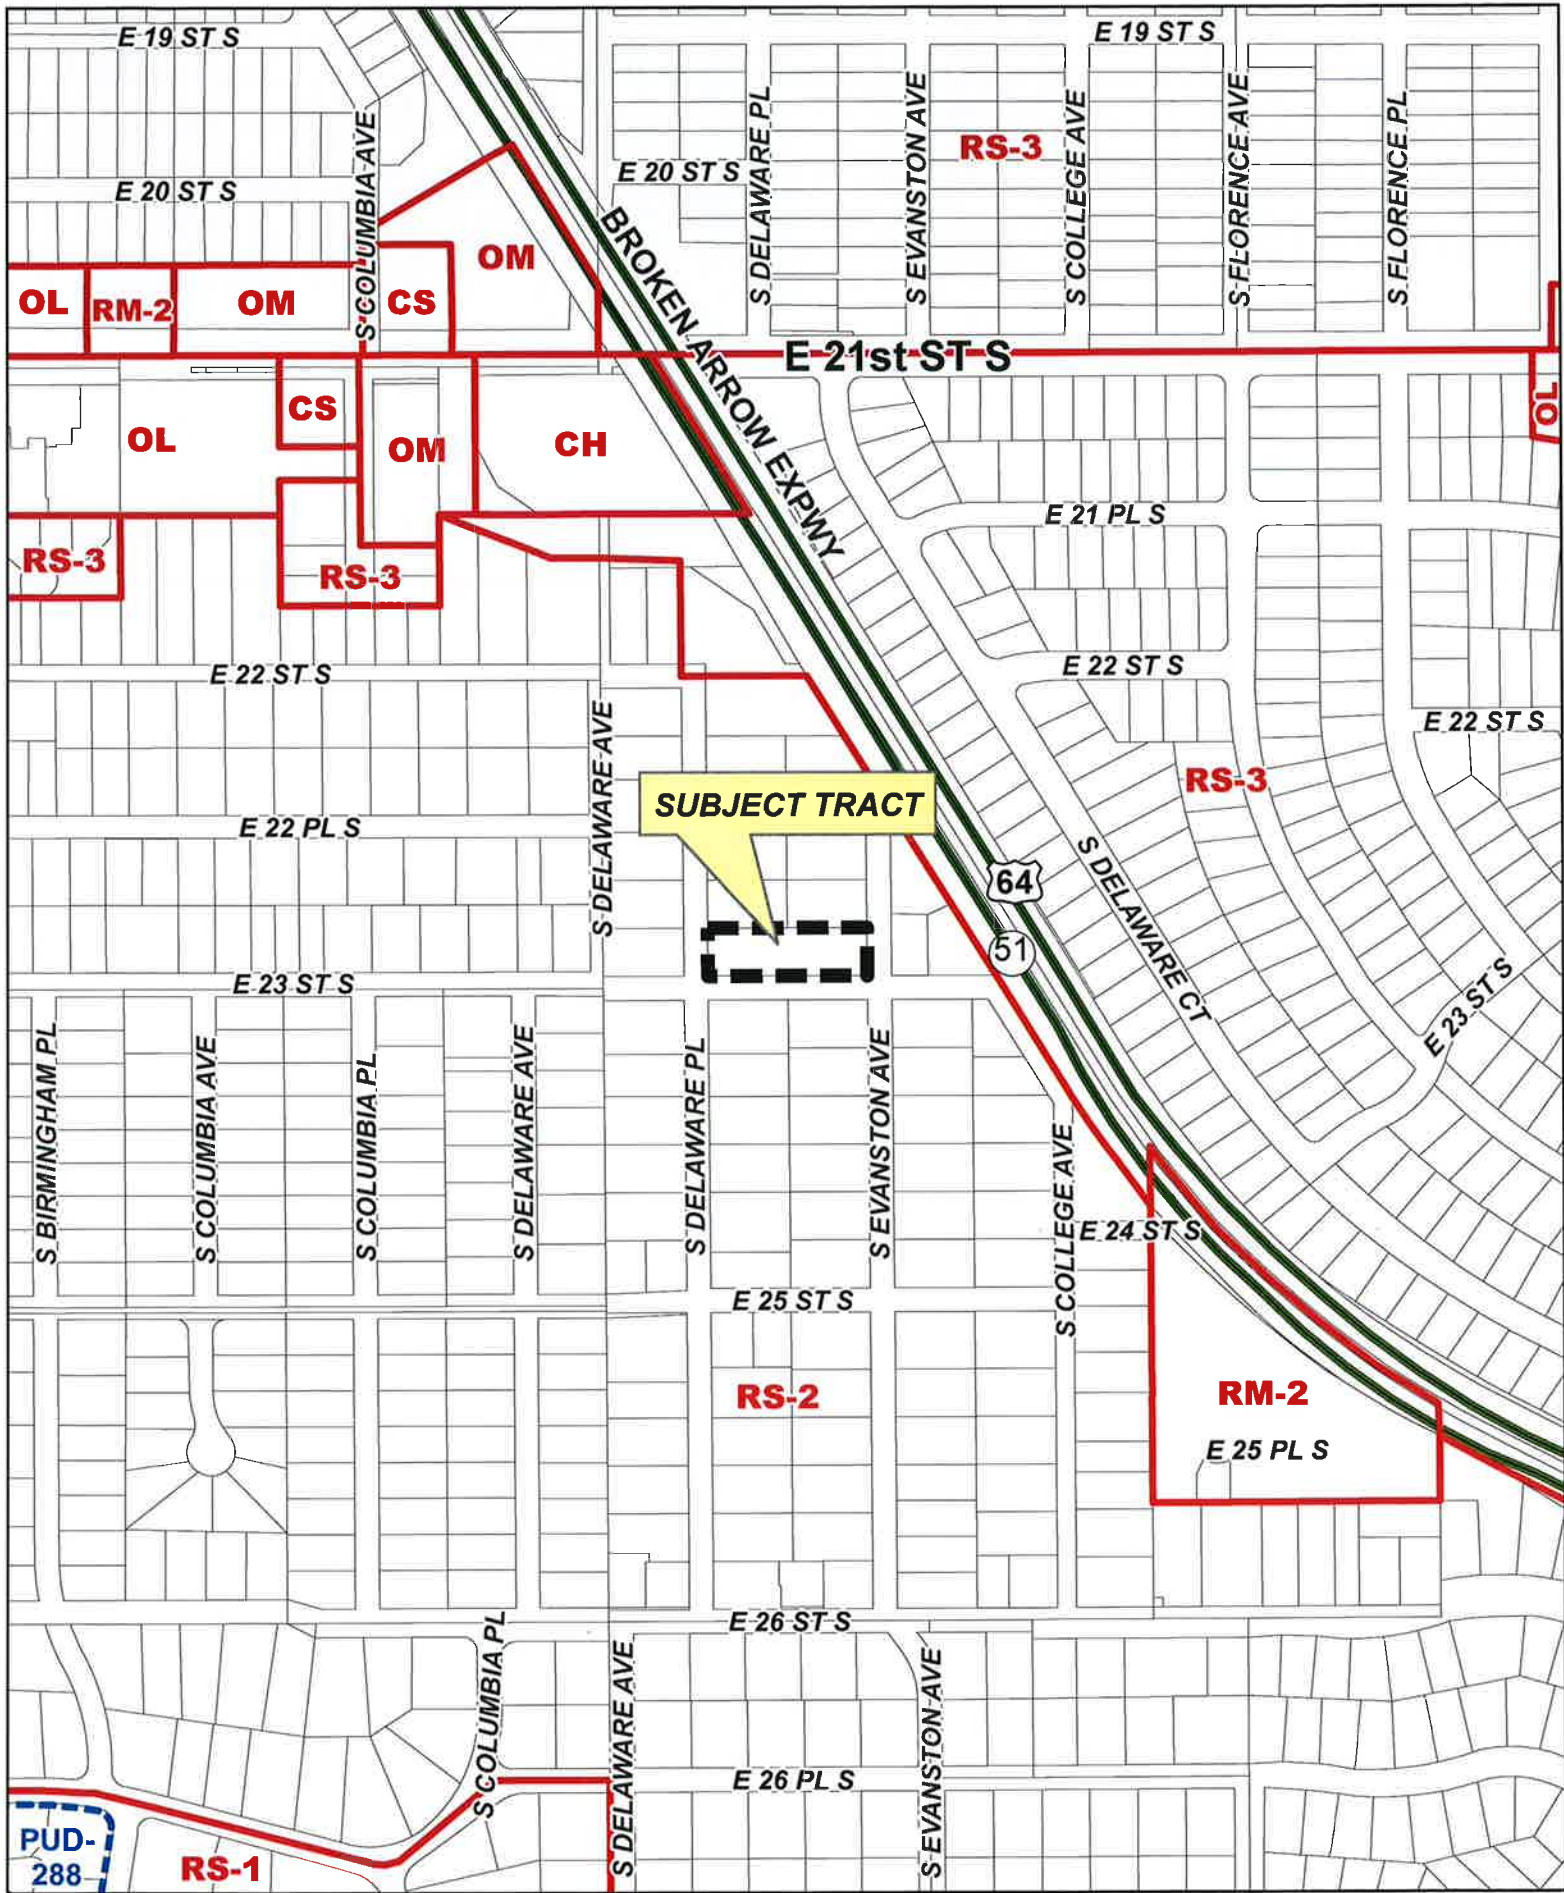 E 19 ST S
E 19 ST S
S COLUMBIA AVE
S DELAWARE PL
S EVANSTON AVE
RS-3
S COLLEGE AVE
S FLORENCE AVE
S FLORENCE PL
E 20 ST S
E 20 ST S
BROKEN ARROW EXPWY
OM
OL
RM-2
OM
CS
E 21st ST S
OL
CS
OL
OM
CH
E 21 PL S
RS-3
RS-3
E 22 ST S
E 22 ST S
E 22 ST S
S DELAWARE AVE
RS-3
SUBJECT TRACT
E 22 PL S
S DELAWARE CT
64
51
E 23 ST S
E 23 ST S
S BIRMINGHAM PL
S COLUMBIA AVE
S COLUMBIA PL
S DELAWARE AVE
S DELAWARE PL
S EVANSTON AVE
S COLLEGE AVE
E 24 ST S
E 25 ST S
RS-2
RM-2
E 25 PL S
E 26 ST S
S COLUMBIA PL
S DELAWARE AVE
S EVANSTON AVE
E 26 PL S
PUD-
288
RS-1